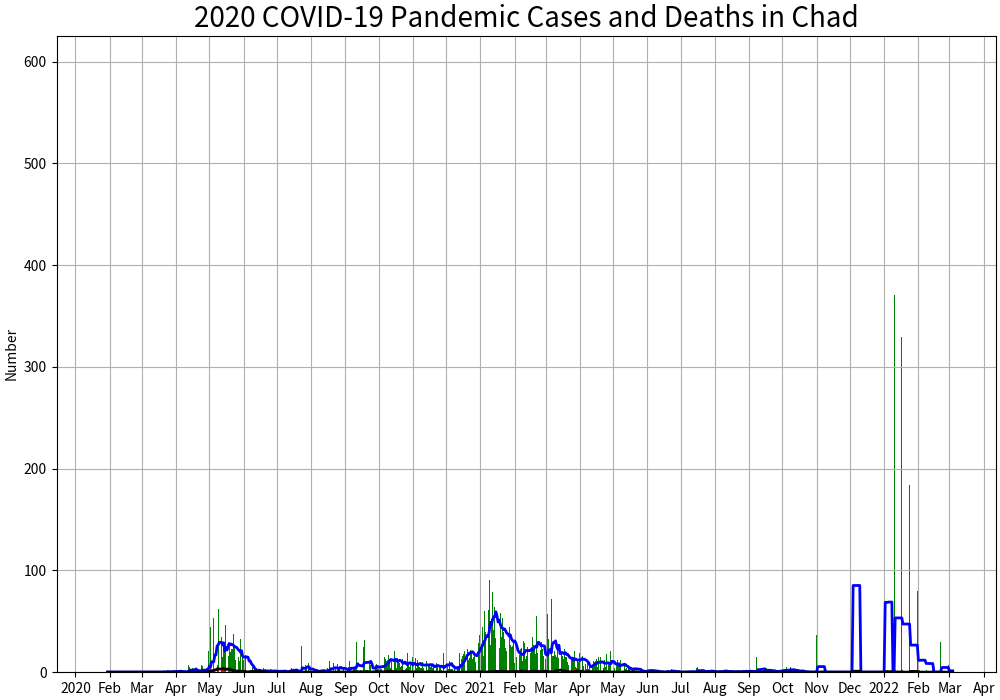 2020 COVID-19 Pandemic Cases and Deaths in Chad
600
500
400
300
200
100
0
Number
2020 Feb Mar Apr May Jun Jul Aug Sep Oct Nov Dec 2021 Feb Mar Apr May Jun Jul Aug Sep Oct Nov Dec 2022 Feb Mar Apr